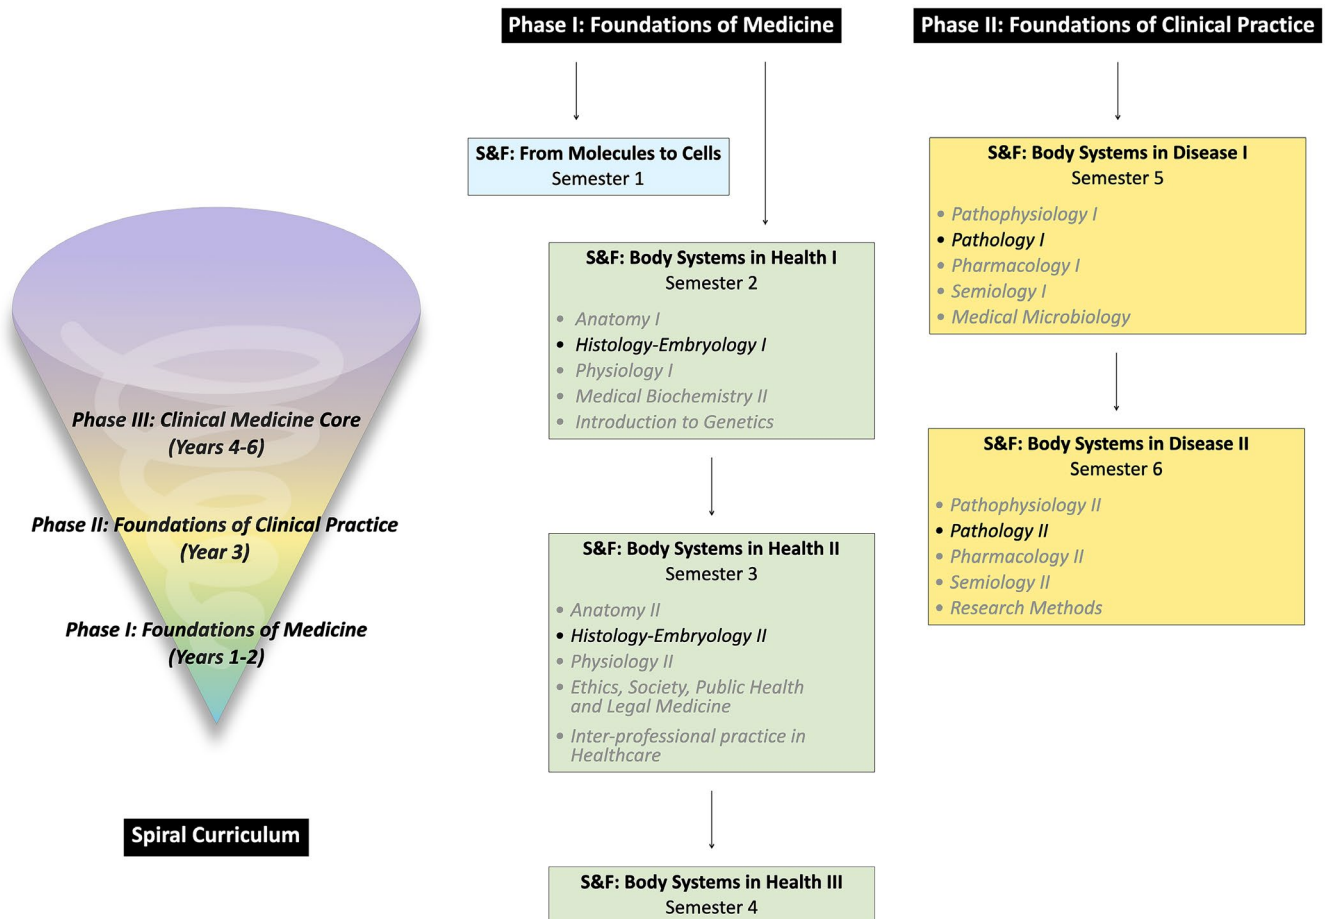 Phase I: Foundations of Medicine
Phase II: Foundations of Clinical Practice
S&F: From Molecules to Cells
Semester 1
S&F: Body Systems in Health I
Semester 2
• Anatomy I
• Histology-Embryology I
• Physiology I
• Medical Biochemistry II
• Introduction to Genetics
S&F: Body Systems in Health II
Semester 3
• Anatomy II
• Histology-Embryology II
• Physiology II
• Ethics, Society, Public Health
and Legal Medicine
• Inter-professional practice in
Healthcare
S&F: Body Systems in Health III
Semester 4
S&F: Body Systems in Disease I
Semester 5
• Pathophysiology I
• Pathology I
• Pharmacology I
• Semiology I
• Medical Microbiology
S&F: Body Systems in Disease II
Semester 6
• Pathophysiology II
• Pathology II
• Pharmacology II
• Semiology II
• Research Methods
Phase III: Clinical Medicine Core
(Years 4-6)
Phase II: Foundations of Clinical Practice
(Year 3)
Phase I: Foundations of Medicine
(Years 1-2)
Spiral Curriculum